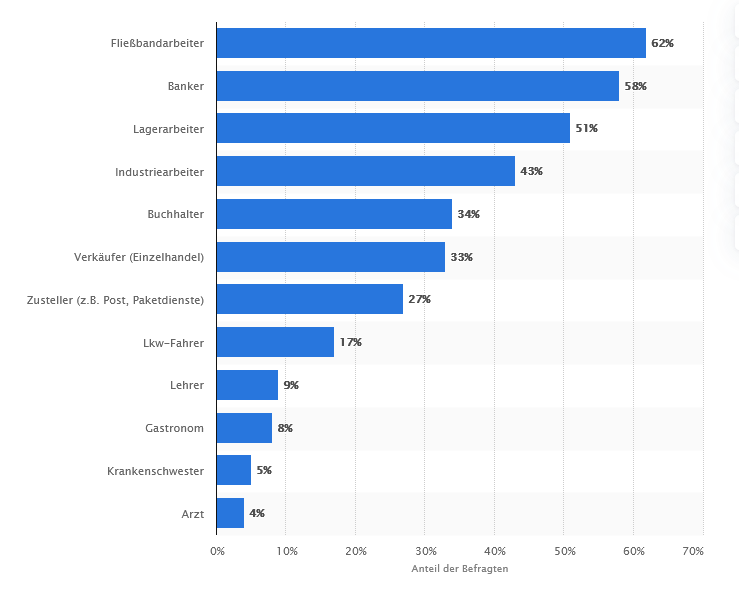 Fließbandarbeiter 62%
Banker 58%
Lagerarbeiter 51%
Industriearbeiter 43%
Buchhalter 34%
Verkäufer (Einzelhandel) 33%
Zusteller (z.B. Post, Paketdienste) 27%
Lkw-Fahrer 17%
Lehrer 9%
Gastronom 8%
Krankenschwester 5%
Arzt 4%
0% 10% 20% 30% 40% 50% 60% 70%
Anteil der Befragten